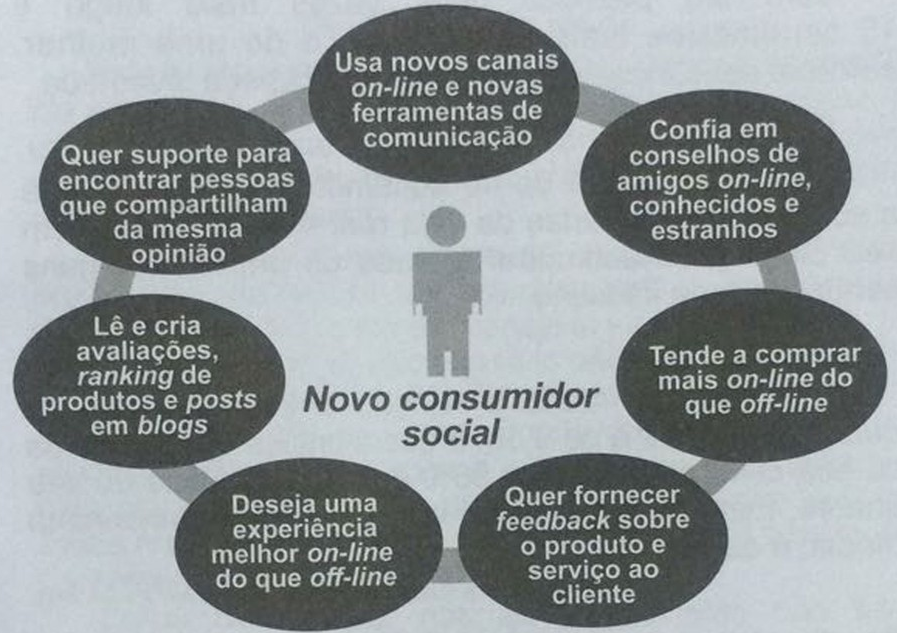 Usa novos canais
on-line e novas
ferramentas de
comunicação
Confia em
conselhos de
amigos on-line,
conhecidos e
estranhos
Tende a comprar
mais on-line do
que off-line
Quer fornecer
feedback sobre
o produto e
serviço ao
cliente
Deseja uma
experiência
melhor on-line
do que off-line
Lê e cria
avaliações,
ranking de
produtos e posts
em blogs
Quer suporte para
encontrar pessoas
que compartilham
da mesma
opinião
Novo consumidor
social